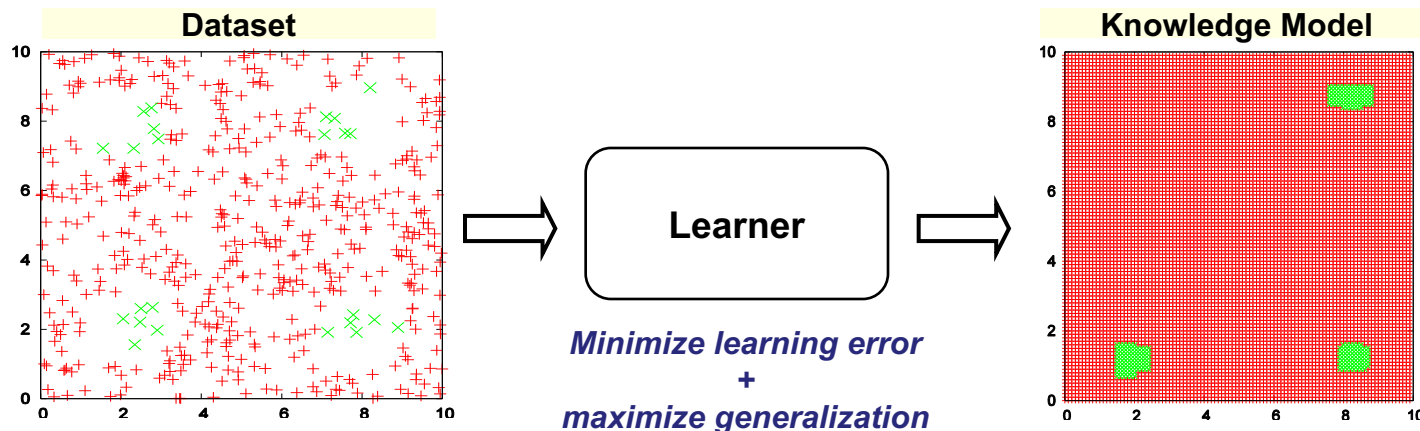 Dataset
10
8
6
4
2
0
0 2 4 6 8 10
Learner
Minimize learning error
+
maximize generalization
Knowledge Model
10
8
6
4
2
0
0 2 4 6 8 10